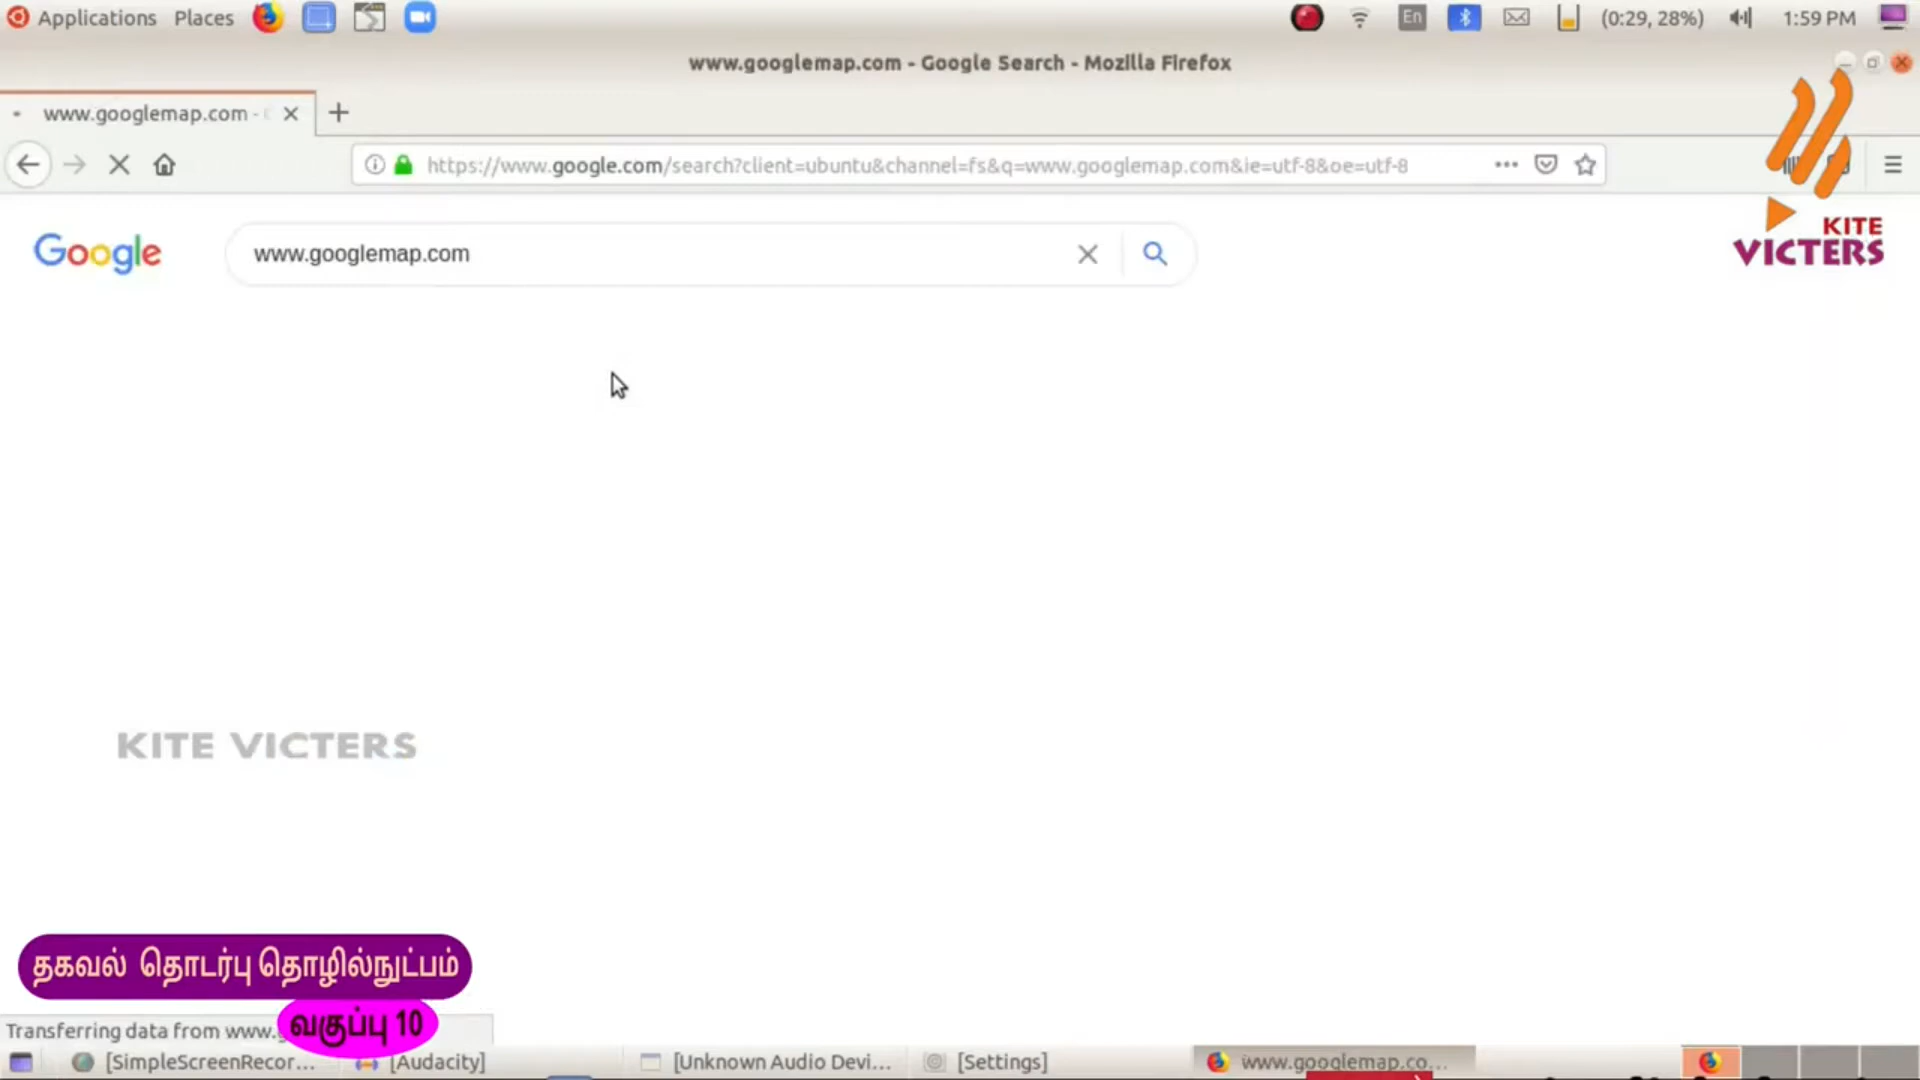 Applications Places En (0:29, 28%) 1:59 PM
www.googlemap.com - Google Search - Mozilla Firefox
www.googlemap.com -
https://www.google.com/search?client=ubuntu&channel=fs&q=www.googlemap.com&ie=utf-8&oe=utf-8
KITE
VICTERS
Google www.googlemap.com
KITE VICTERS
தகவல் தொடர்பு தொழில்நுட்பம்
வகுப்பு 10
Transferring data from www.
[SimpleScreenRecor... [Audacity] [Unknown Audio Devi... [Settings] www.googlemap.co...